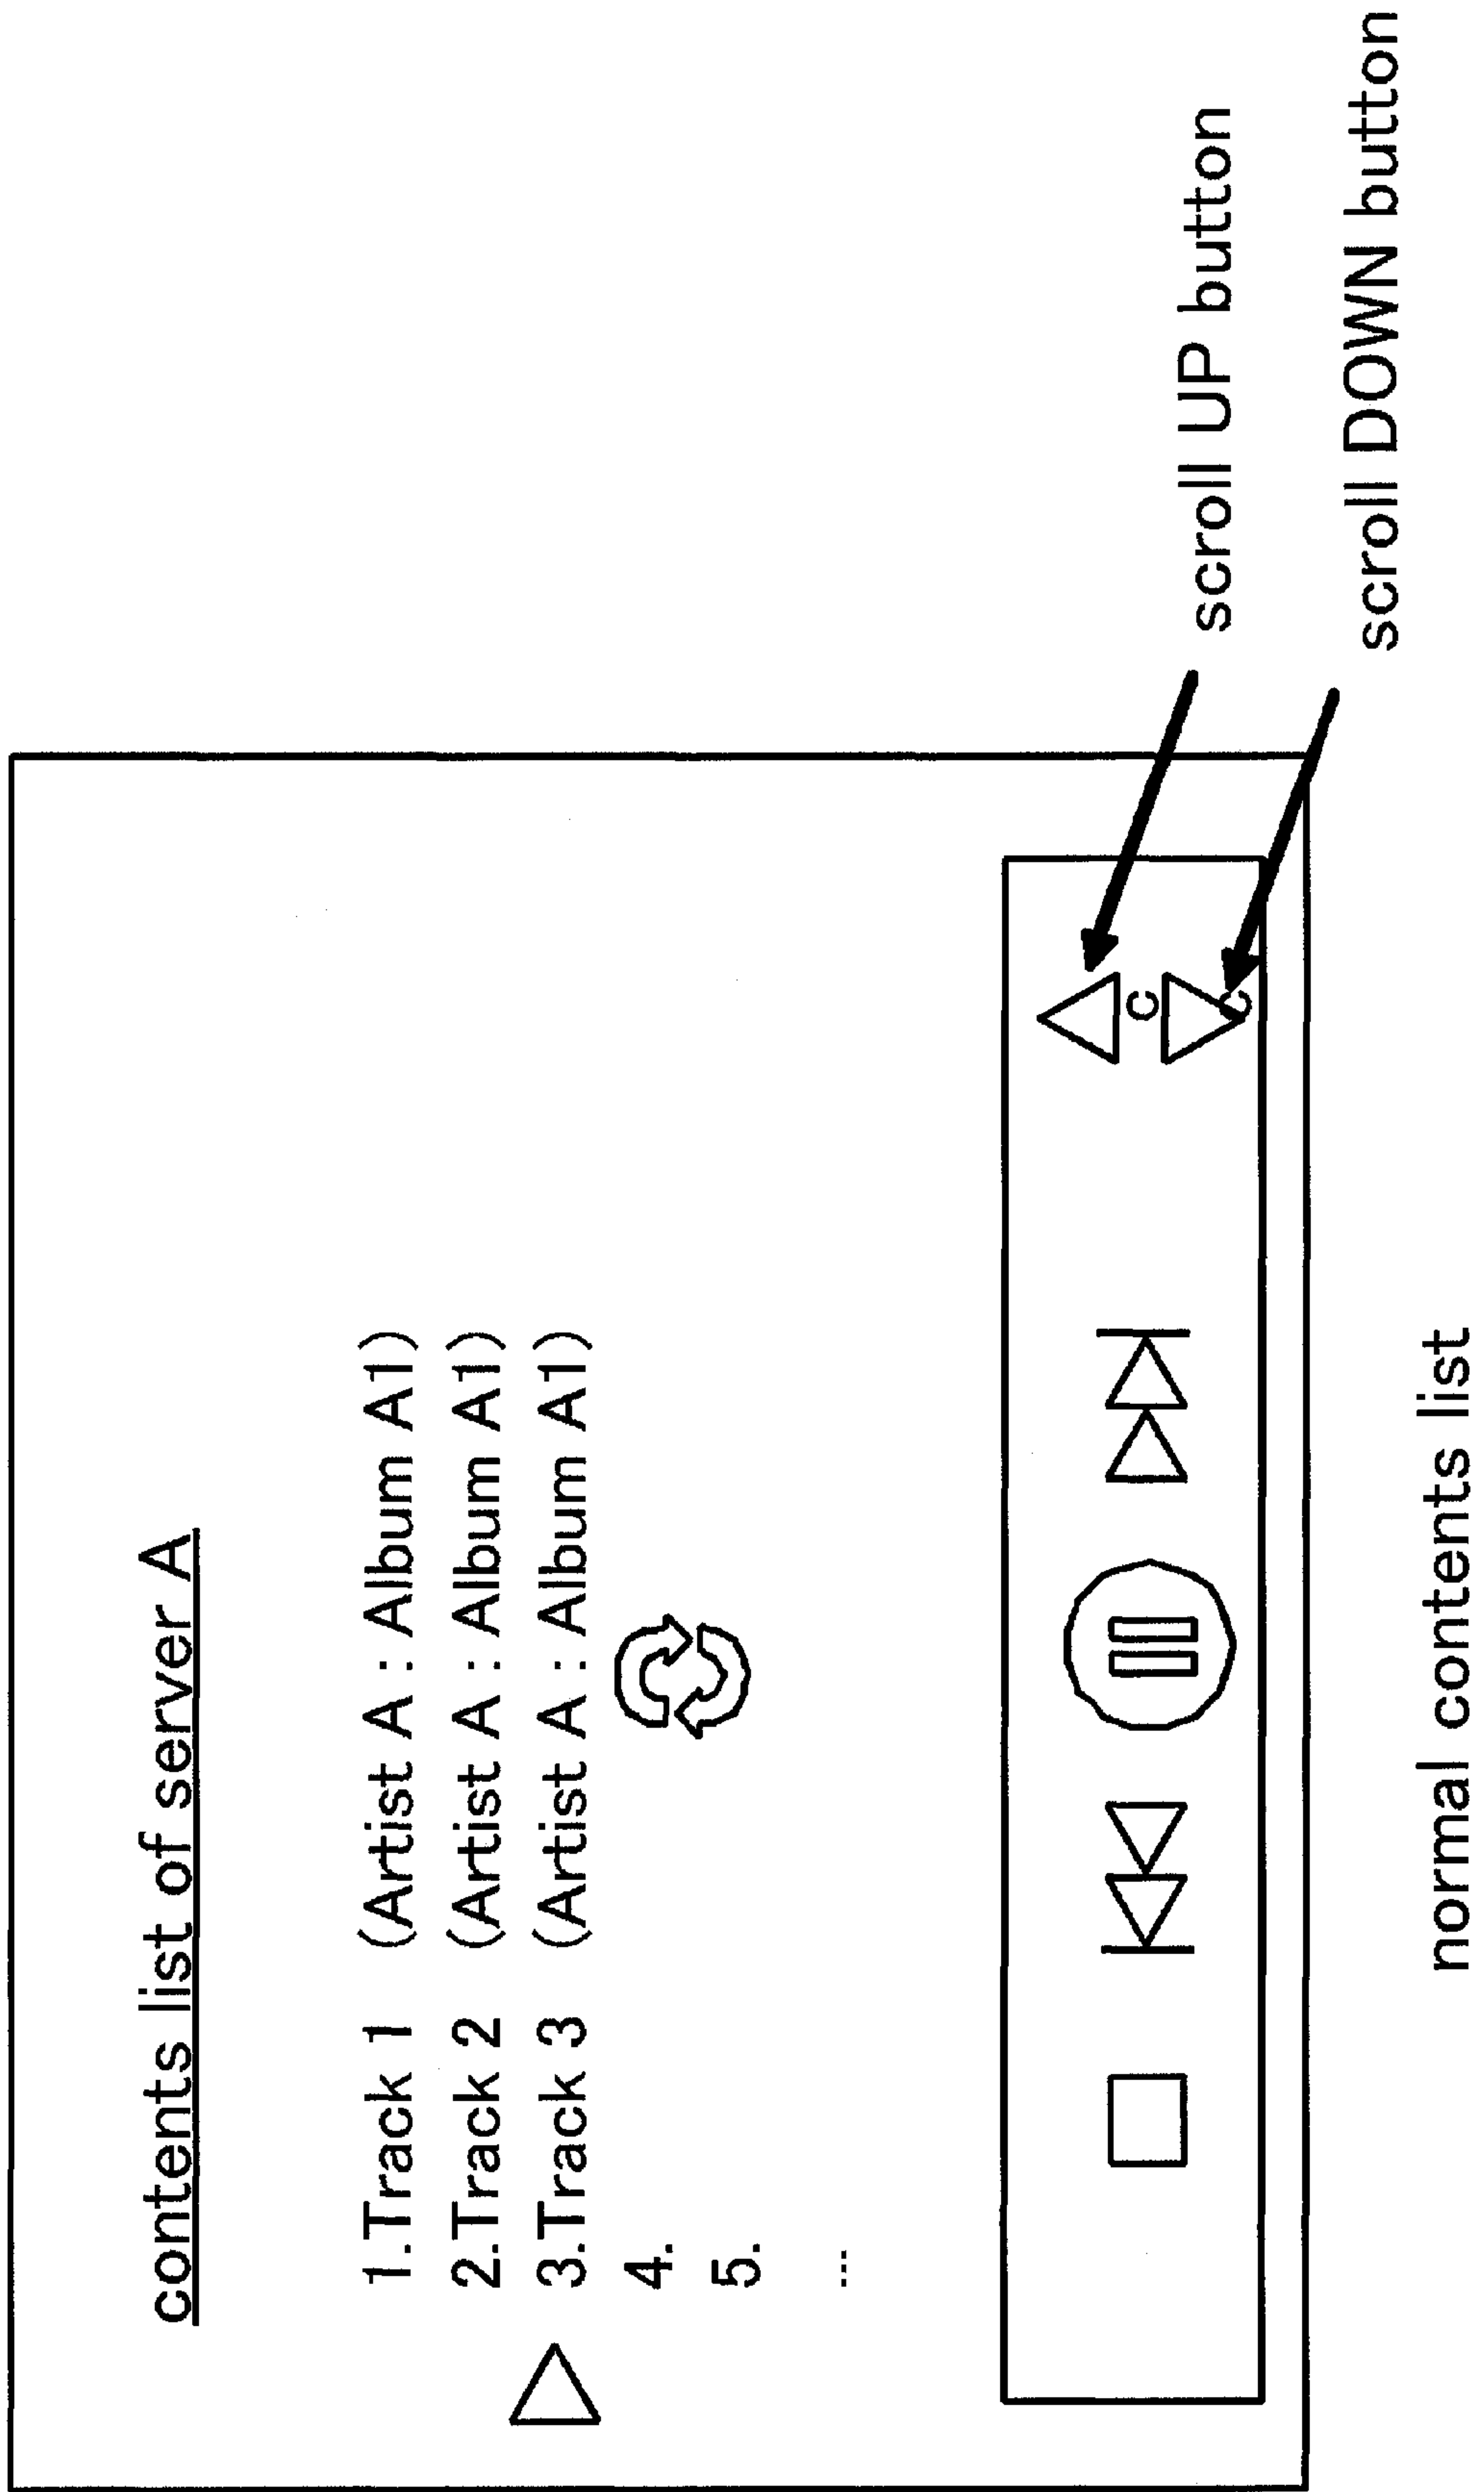 contents list of server A
1.Track 1 (Artist A : Album A1)
2.Track 2 (Artist A : Album A1)
3.Track 3 (Artist A : Album A1)
4.
5.
...
c
c
scroll UP button
scroll DOWN button
normal contents list